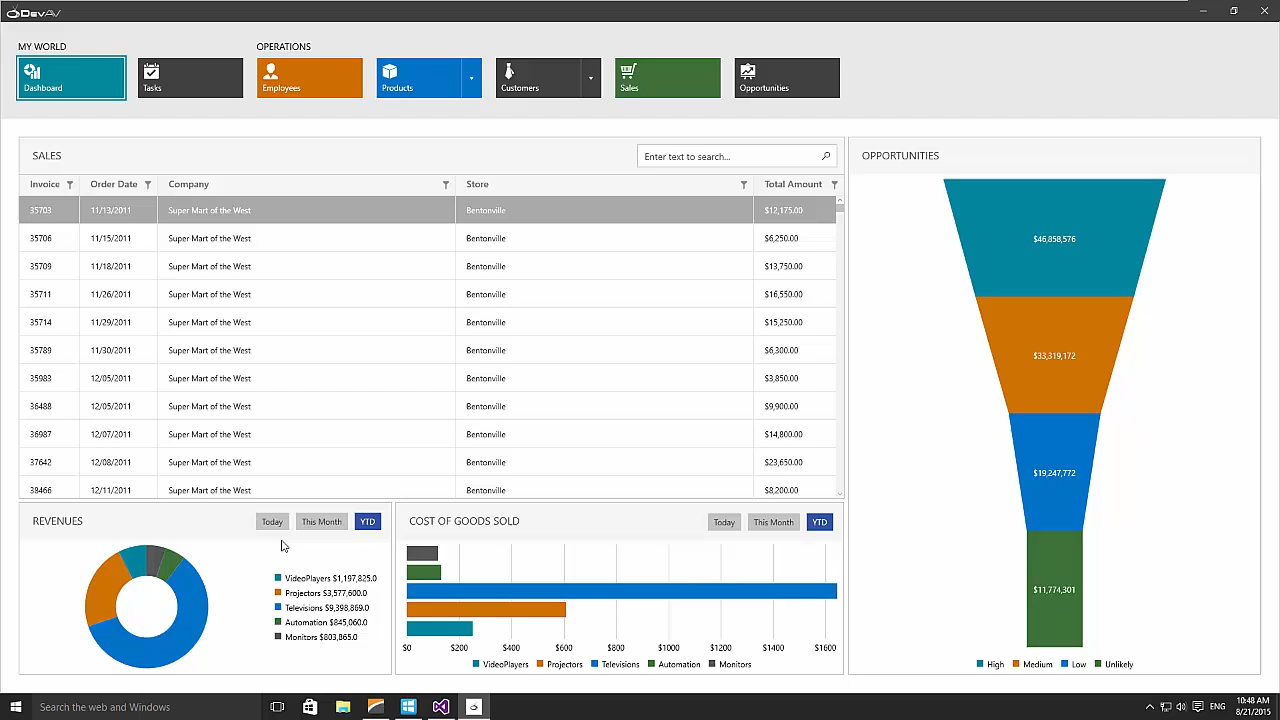 DevAV
MY WORLD
OPERATIONS
Dashboard
Tasks
Employees
Products
Customers
Sales
Opportunities
SALES
Enter text to search...
Invoice Order Date Company Store Total Amount
35703 11/13/2011 Super Mart of the West Bentonville $12,175.00
35706 11/15/2011 Super Mart of the West Bentonville $6,250.00
35709 11/18/2011 Super Mart of the West Bentonville $13,750.00
35711 11/26/2011 Super Mart of the West Bentonville $16,550.00
35714 11/29/2011 Super Mart of the West Bentonville $15,250.00
35789 11/30/2011 Super Mart of the West Bentonville $6,300.00
35983 12/05/2011 Super Mart of the West Bentonville $3,850.00
36488 12/05/2011 Super Mart of the West Bentonville $9,900.00
36987 12/07/2011 Super Mart of the West Bentonville $14,800.00
37642 12/08/2011 Super Mart of the West Bentonville $23,650.00
38466 12/11/2011 Super Mart of the West Bentonville $8,200.00
OPPORTUNITIES
$46,858,576
$33,319,172
$19,247,772
$11,774,301
High Medium Low Unlikely
REVENUES
Today This Month YTD
VideoPlayers $1,197,825.0
Projectors $3,577,600.0
Televisions $9,398,869.0
Automation $845,060.0
Monitors $803,865.0
COST OF GOODS SOLD
Today This Month YTD
$0 $200 $400 $600 $800 $1000 $1200 $1400 $1600
VideoPlayers Projectors Televisions Automation Monitors
Search the web and Windows
ENG
10:48 AM
8/21/2015